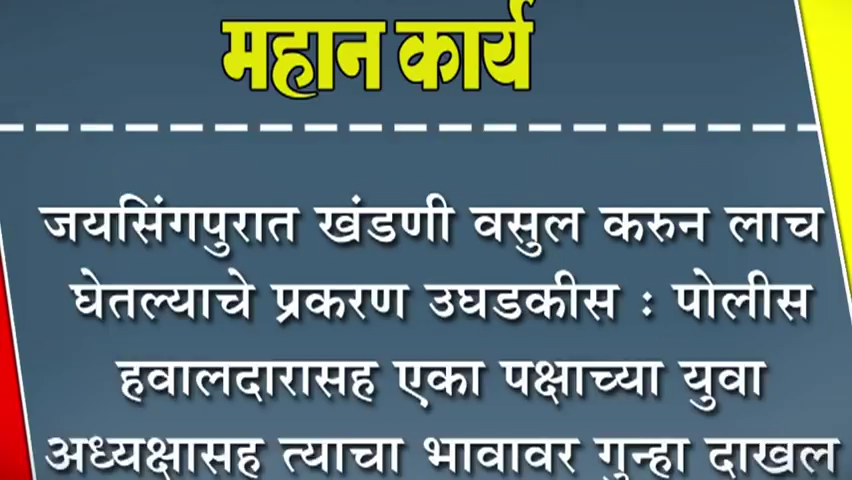 महान कार्य
जयसिंगपुरात खंडणी वसुल करुन लाच
घेतल्याचे प्रकरण उघडकीस : पोलीस
हवालदारासह एका पक्षाच्या युवा
अध्यक्षासह त्याचा भावावर गुन्हा दाखल